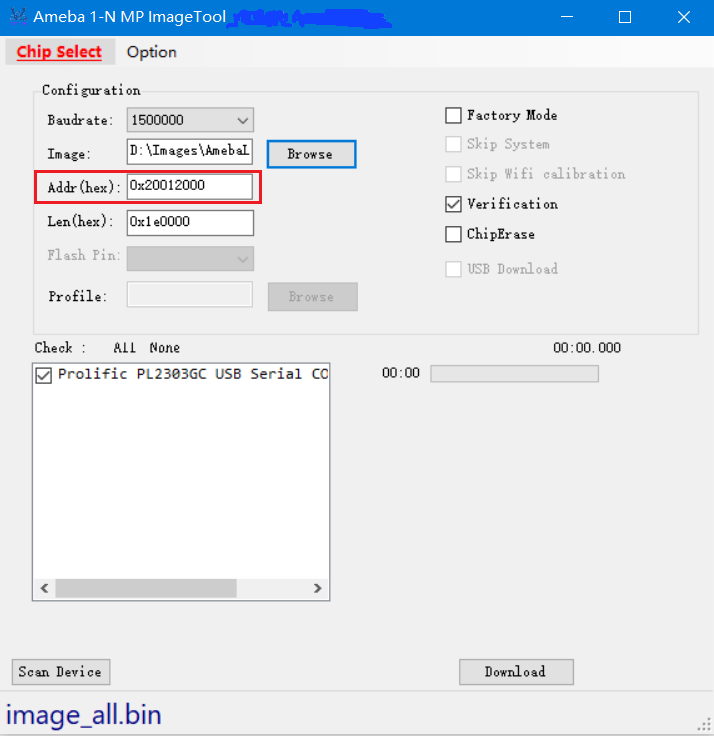 Ameba 1-N MP ImageTool
Chip Select Option
Configuration
Baudrate: 1500000
Image: D:\Images\AmebaL Browse
Addr(hex): 0x20012000
Len(hex): 0x1e0000
Flash Pin:
Profile: Browse
Factory Mode
Skip System
Skip Wifi calibration
Verification
ChipErase
USB Download
Check : All None
00:00.000
Prolific PL2303GC USB Serial CO
00:00
Scan Device
Download
image_all.bin